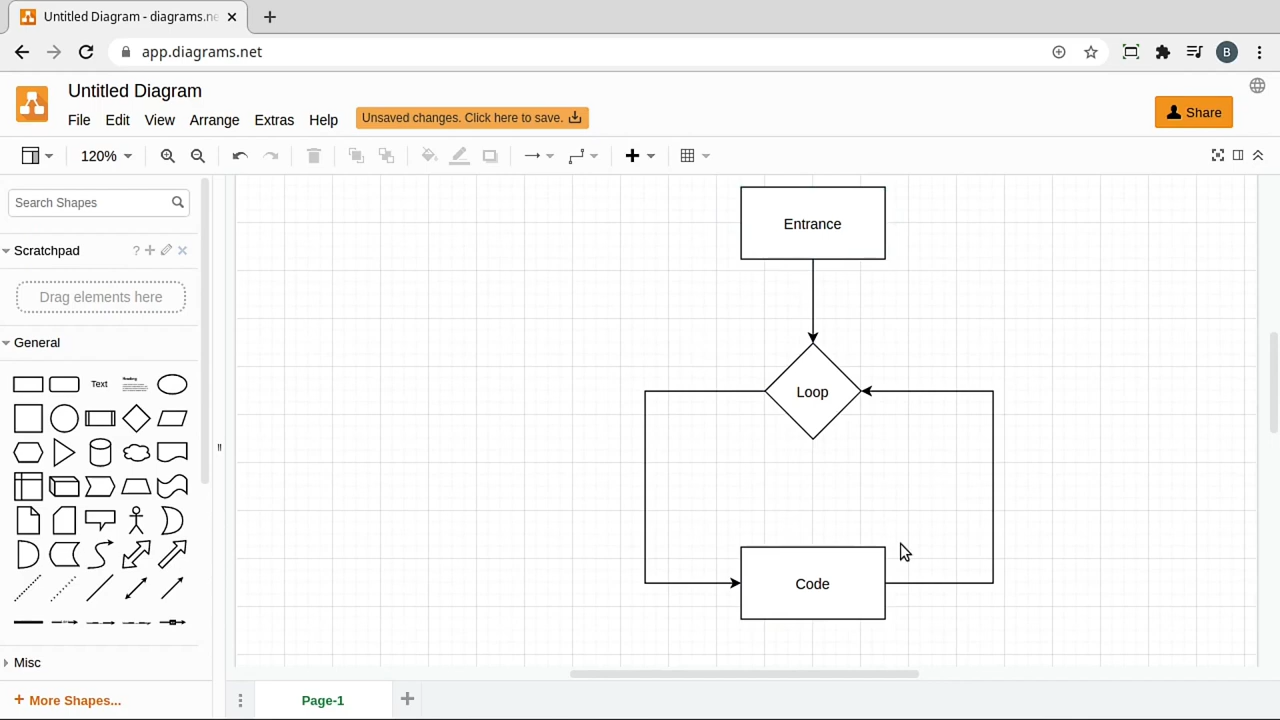 Untitled Diagram - diagrams.ne
app.diagrams.net
B
Untitled Diagram
File Edit View Arrange Extras Help
Unsaved changes. Click here to save.
Share
120%
Search Shapes
Scratchpad
?
Drag elements here
General
Text
Heading
Misc
+ More Shapes...
Entrance
Loop
Code
Page-1